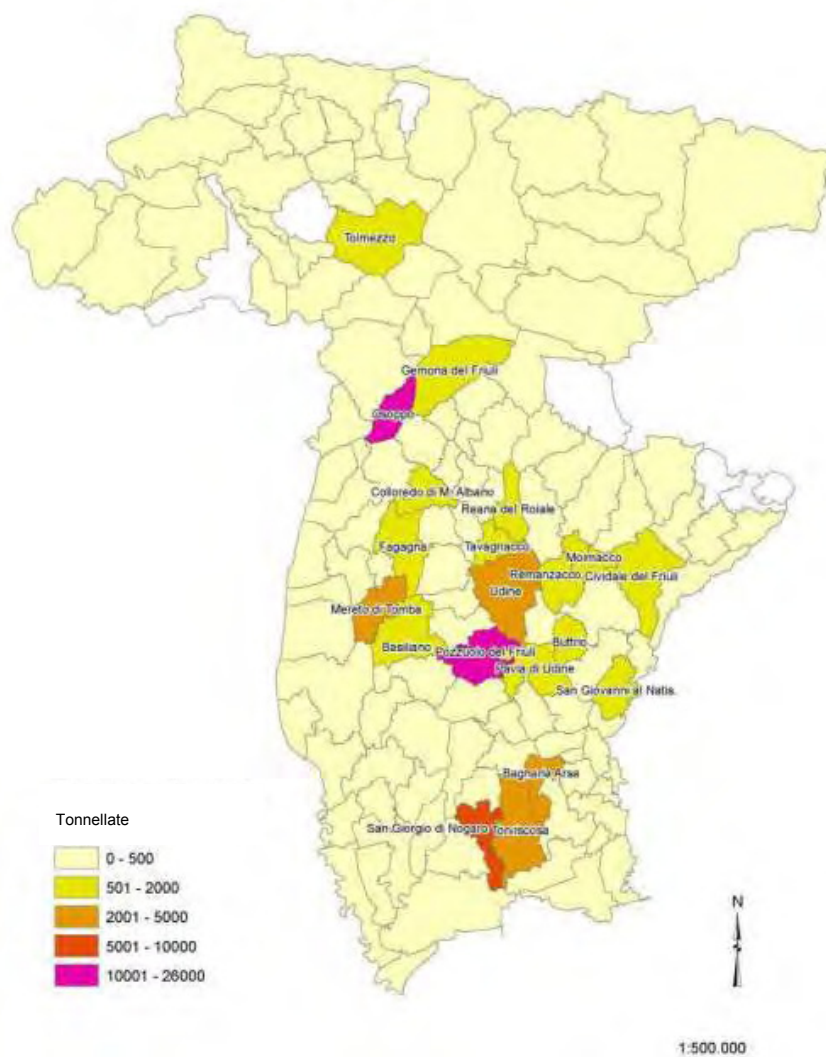 Tolmezzo
Gemona del Friuli
Osoppo
Colloredo di M. Albano
Reana del Roiale
Fagagna
Tavagnacco
Moimacco
Remanzacco
Cividale del Friuli
Udine
Mereto di Tomba
Basiliano
Buttrio
Pozzuolo del Friuli
Pavia di Udine
San Giovanni al Natis.
Bagnaria Arsa
San Giorgio di Nogaro
Torviscosa
Tonnellate
0 - 500
501 - 2000
2001 - 5000
5001 - 10000
10001 - 26000
N
1:500.000